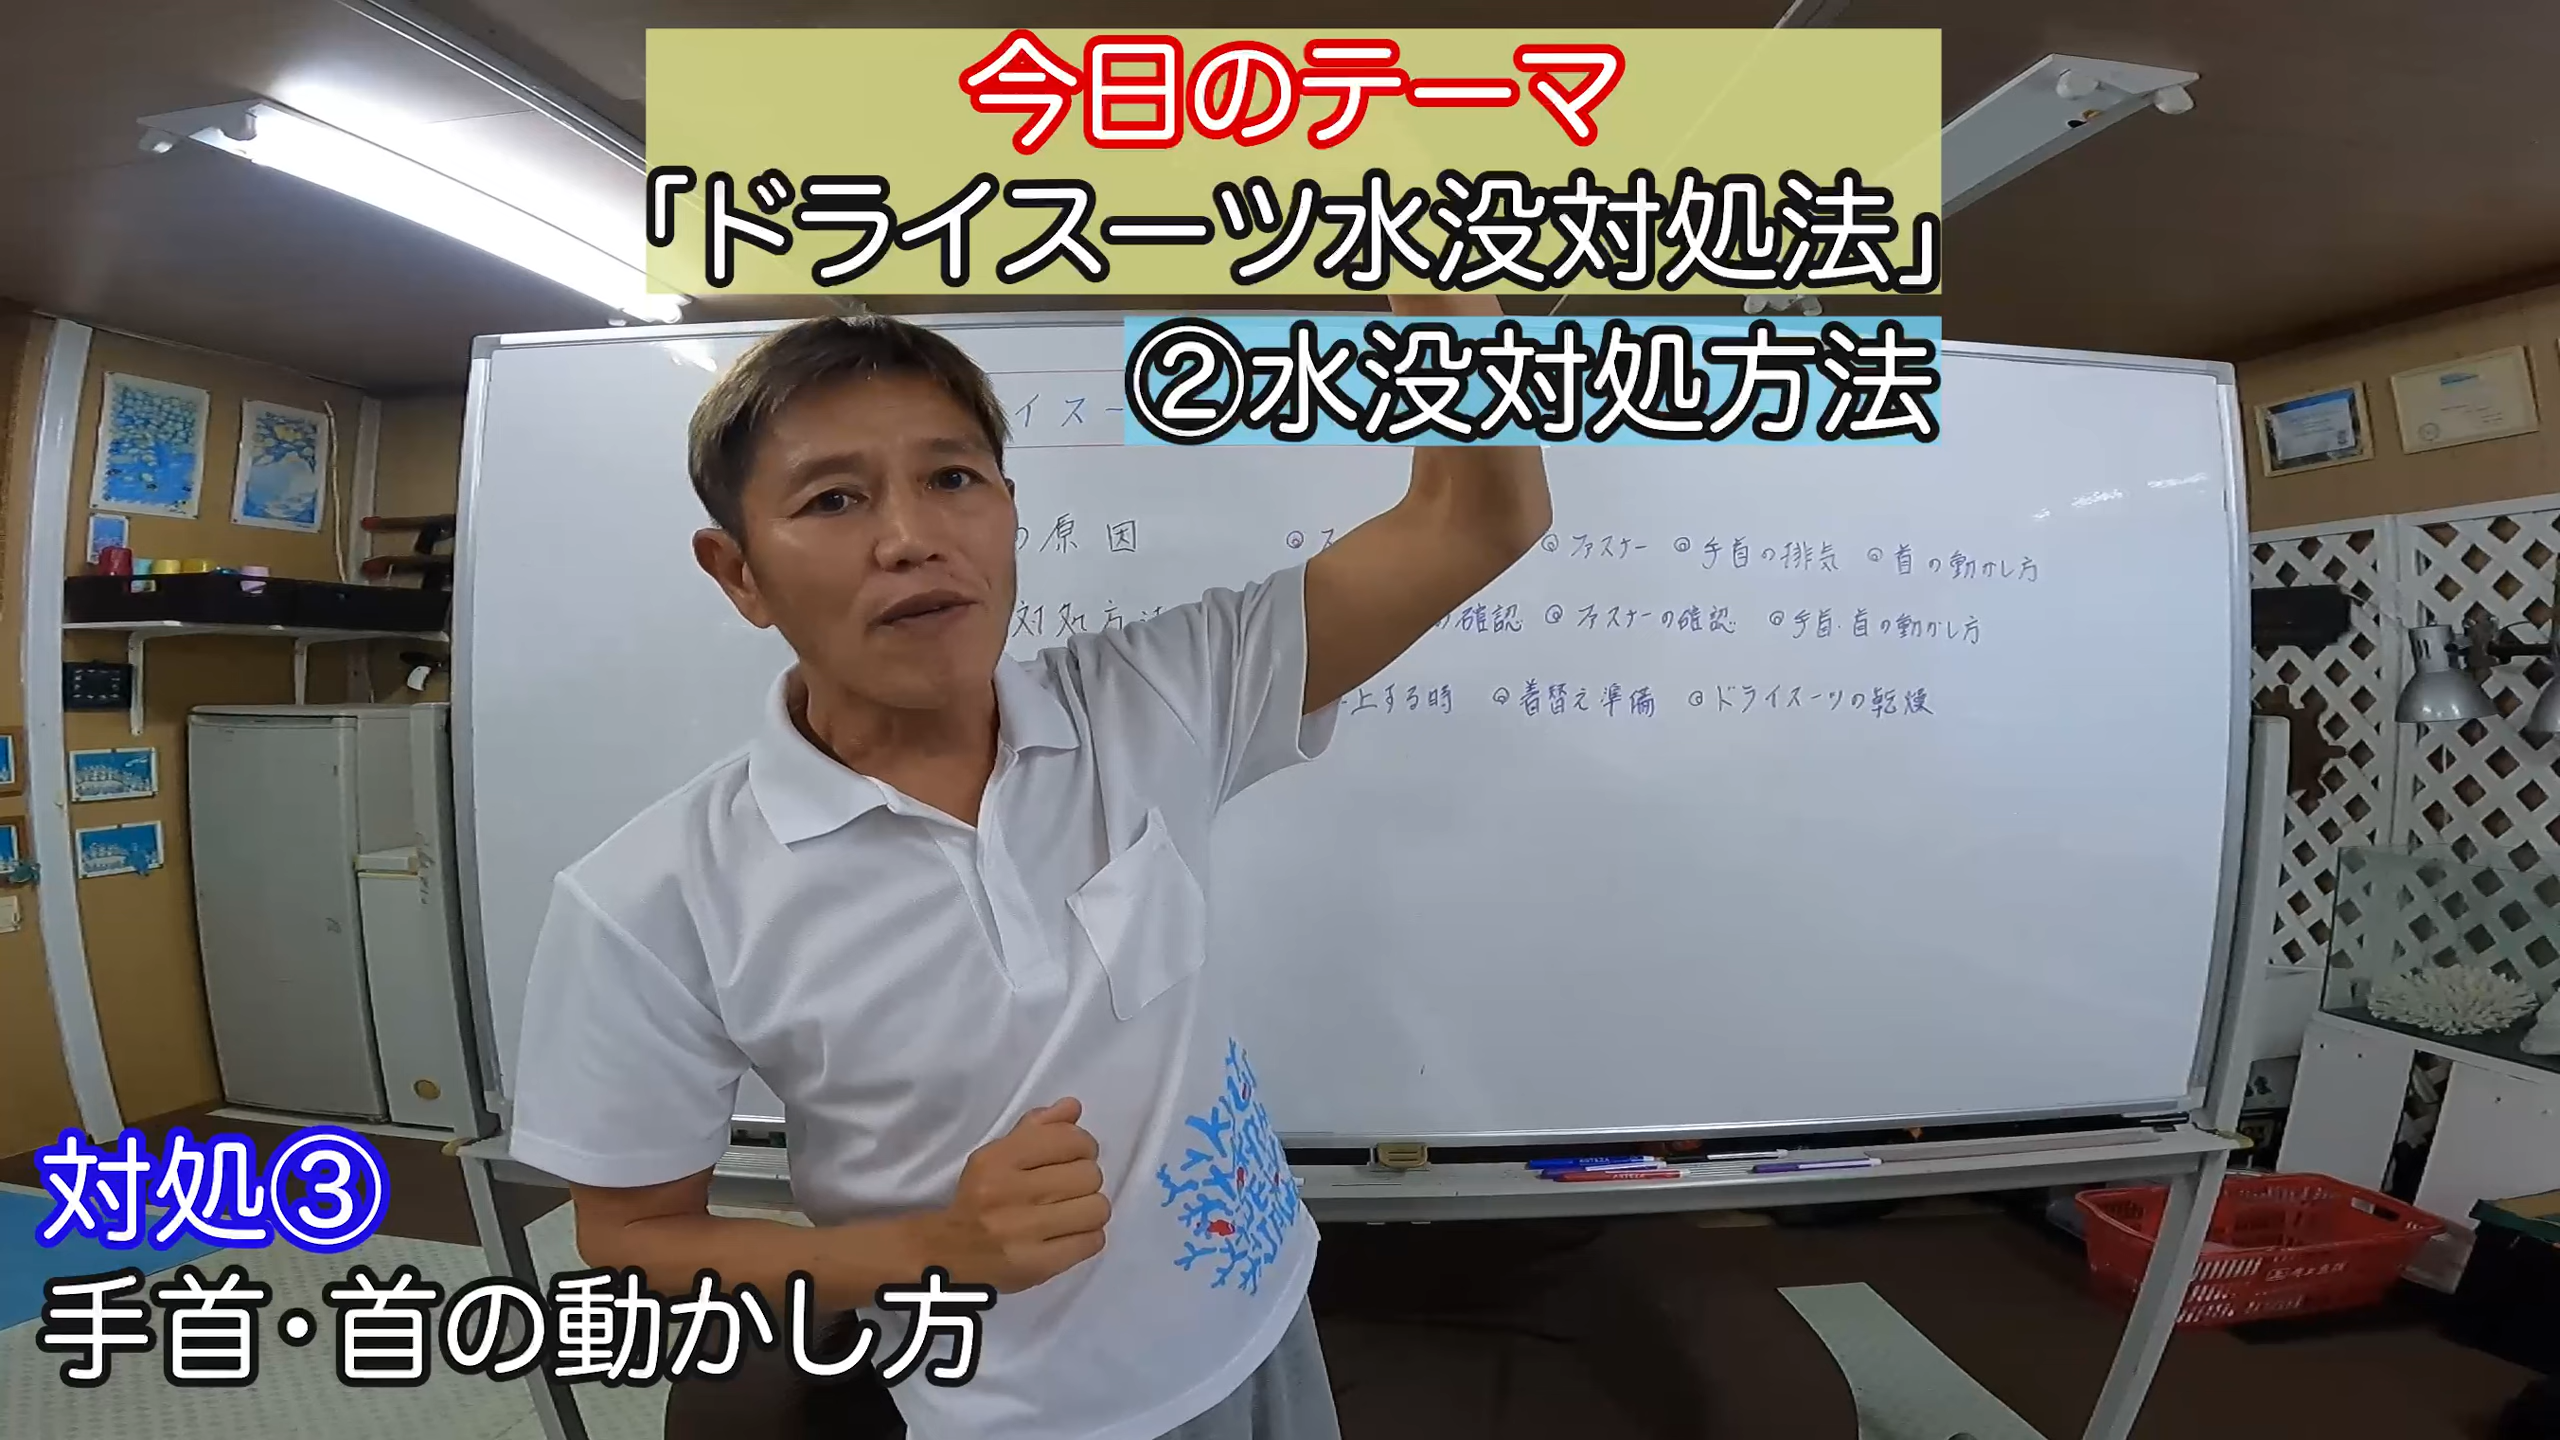 今日のテーマ
「ドライスーツ水没対処法」
②水没対処方法
イスー
の原因
◎ス
◎ファスナー ◎手首の排気 ◎首の動かし方
対処方法
の確認 ◎ファスナーの確認 ◎手首・首の動かし方
上する時 ◎着替え準備 ◎ドライスーツの乾燥
対処③
手首・首の動かし方